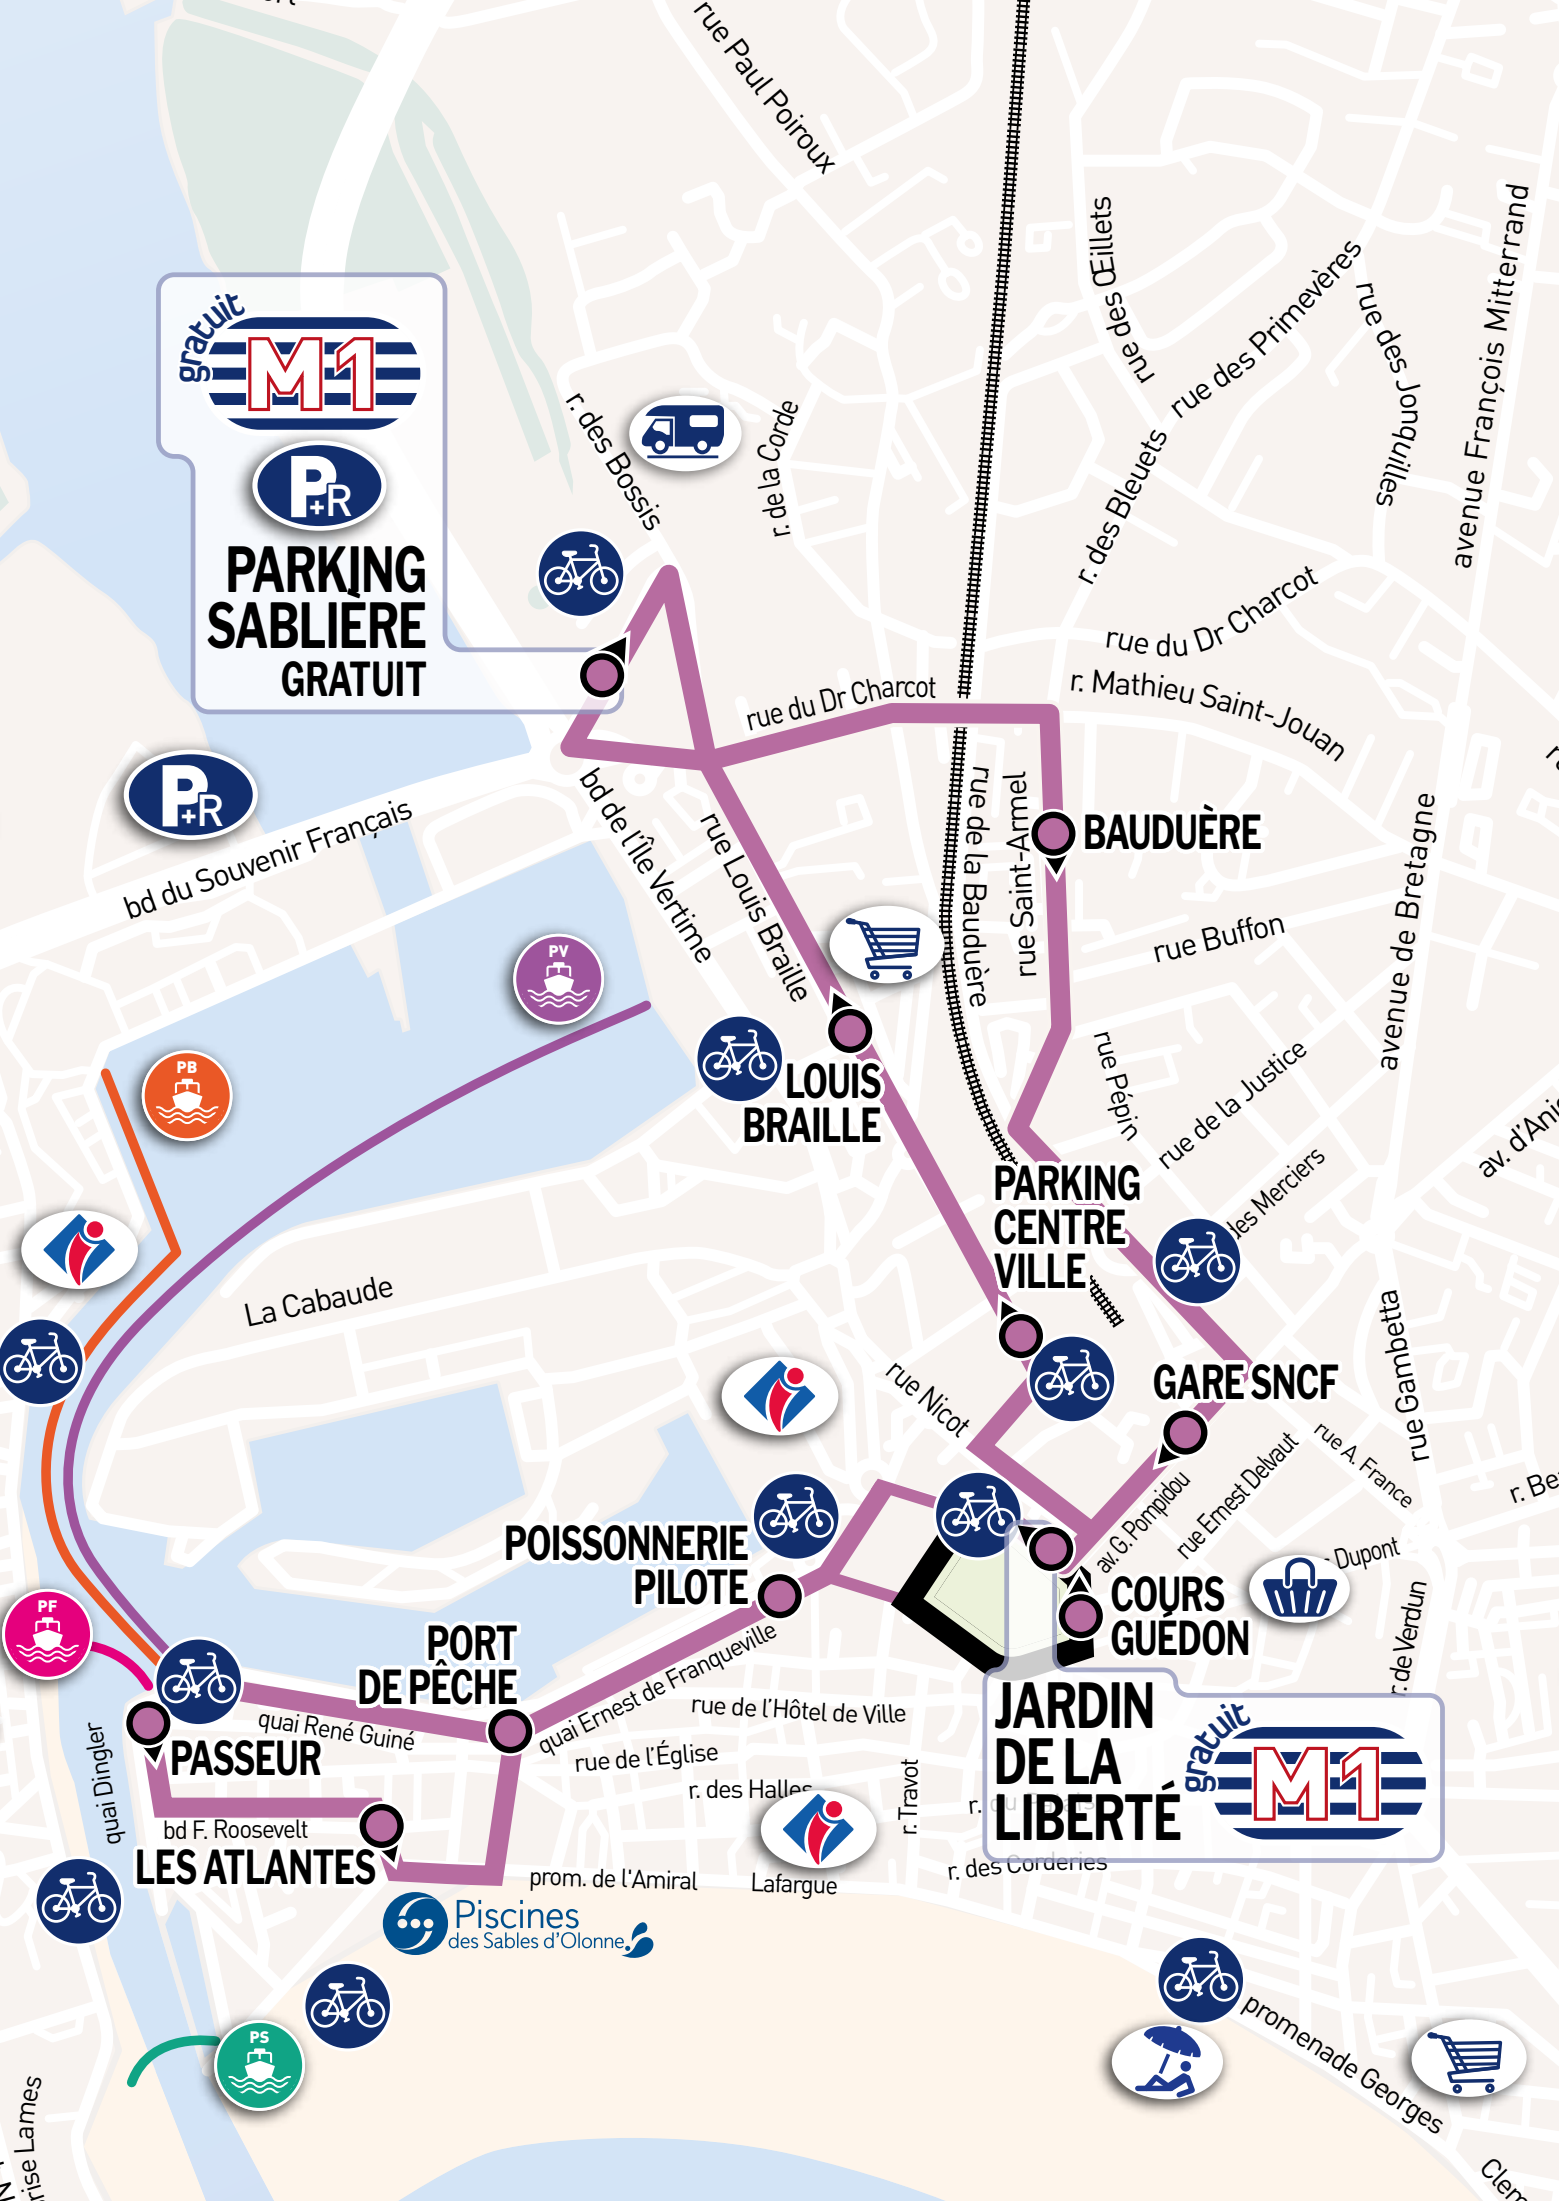 rue Paul Poiroux
rue des Œillets
rue des Primevères
rue des Jonquilles
avenue François Mitterrand
gratuit
M1
P+R
PARKING
SABLIÈRE
GRATUIT
r. des Bossis
r. de la Corde
r. des Bleuets
rue du Dr Charcot
r. Mathieu Saint-Jouan
rue du Dr Charcot
P+R
bd du Souvenir Français
bd de l'Île Vertime
rue Louis Braille
rue de la Bauduère
rue Saint-Armel
BAUDUÈRE
rue Buffon
avenue de Bretagne
PV
PB
LOUIS
BRAILLE
rue Pépin
rue de la Justice
des Merciers
PARKING
CENTRE
VILLE
La Cabaude
rue Nicot
GARE SNCF
rue Gambetta
rue A. France
rue Ernest Delvaut
av. G. Pompidou
Dupont
r. de Verdun
POISSONNERIE
PILOTE
COURS
GUÉDON
PF
PORT
DE PÊCHE
quai Ernest de Franqueville
quai René Guiné
PASSEUR
quai Dingler
bd F. Roosevelt
LES ATLANTES
rue de l'Hôtel de Ville
rue de l'Église
r. des Halles
r. Travot
JARDIN
DE LA
LIBERTÉ
gratuit
M1
r. du Palais
r. des Corderies
prom. de l'Amiral
Lafargue
Piscines
des Sables d'Olonne
PS
promenade Georges